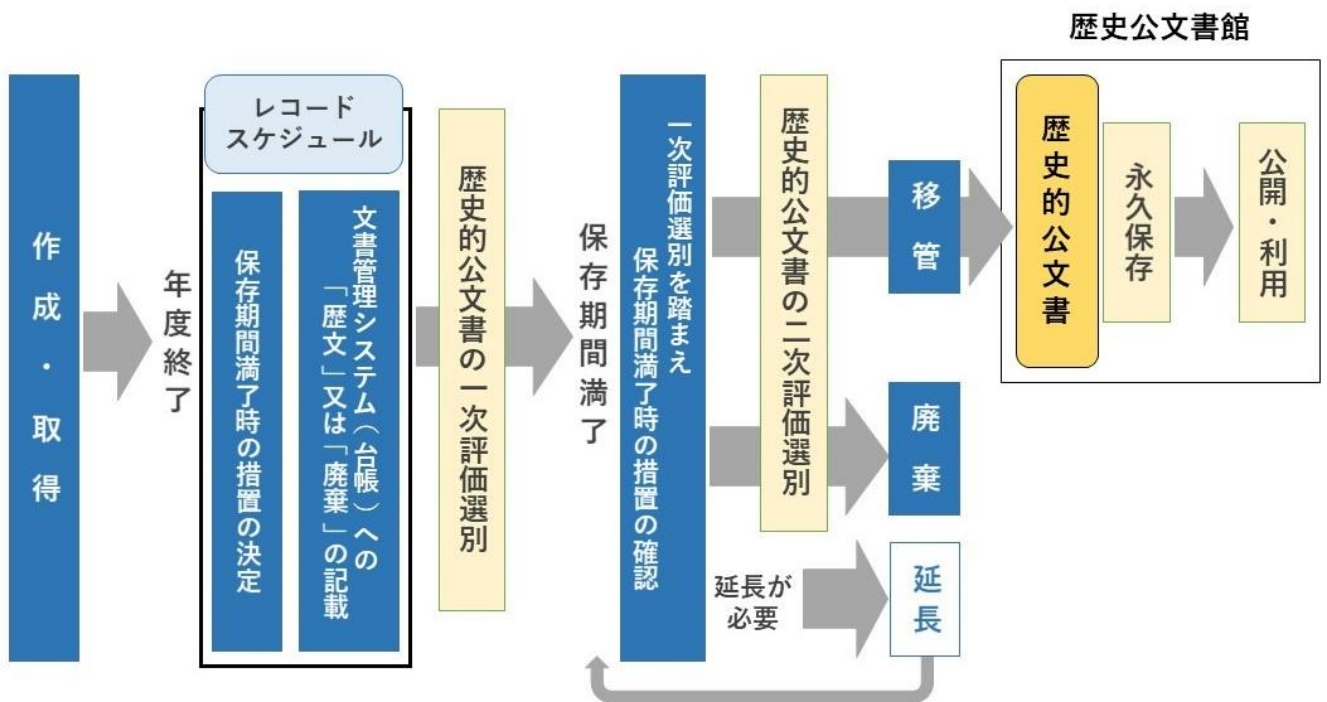 歴史公文書館
作成・取得
年度終了
レコード
スケジュール
保存期間満了時の措置の決定
文書管理システム（台帳）への
「歴文」又は「廃棄」の記載
歴史的公文書の一次評価選別
保存期間満了
一次評価選別を踏まえ
保存期間満了時の措置の確認
歴史的公文書の二次評価選別
移管
廃棄
延長が
必要
延長
歴史的公文書
永久保存
公開・利用